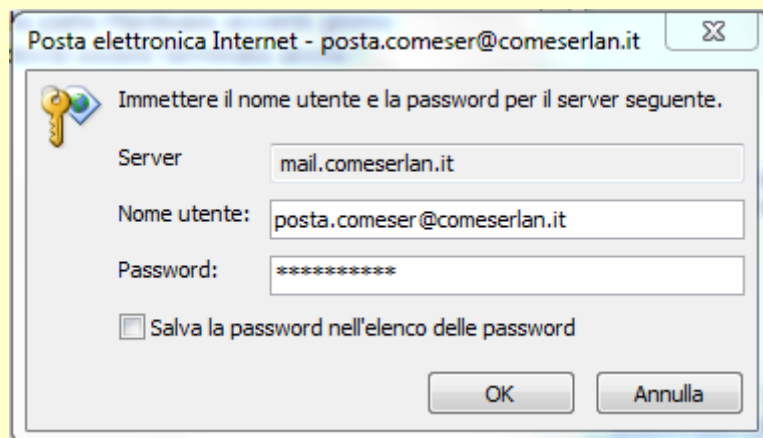 Posta elettronica Internet - posta.comeser@comeserlan.it
Immettere il nome utente e la password per il server seguente.
Server mail.comeserlan.it
Nome utente: posta.comeser@comeserlan.it
Password: **********
Salva la password nell'elenco delle password
OK Annulla